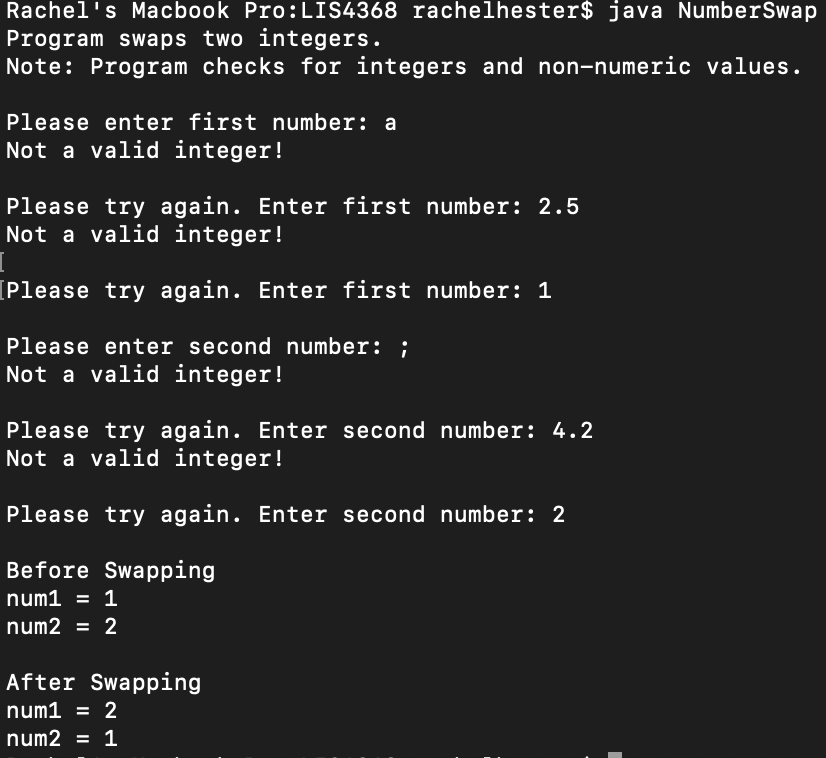 Rachel's Macbook Pro:LIS4368 rachelhester$ java NumberSwap
Program swaps two integers.
Note: Program checks for integers and non-numeric values.
Please enter first number: a
Not a valid integer!
Please try again. Enter first number: 2.5
Not a valid integer!
[
[Please try again. Enter first number: 1
Please enter second number: ;
Not a valid integer!
Please try again. Enter second number: 4.2
Not a valid integer!
Please try again. Enter second number: 2
Before Swapping
num1 = 1
num2 = 2
After Swapping
num1 = 2
num2 = 1